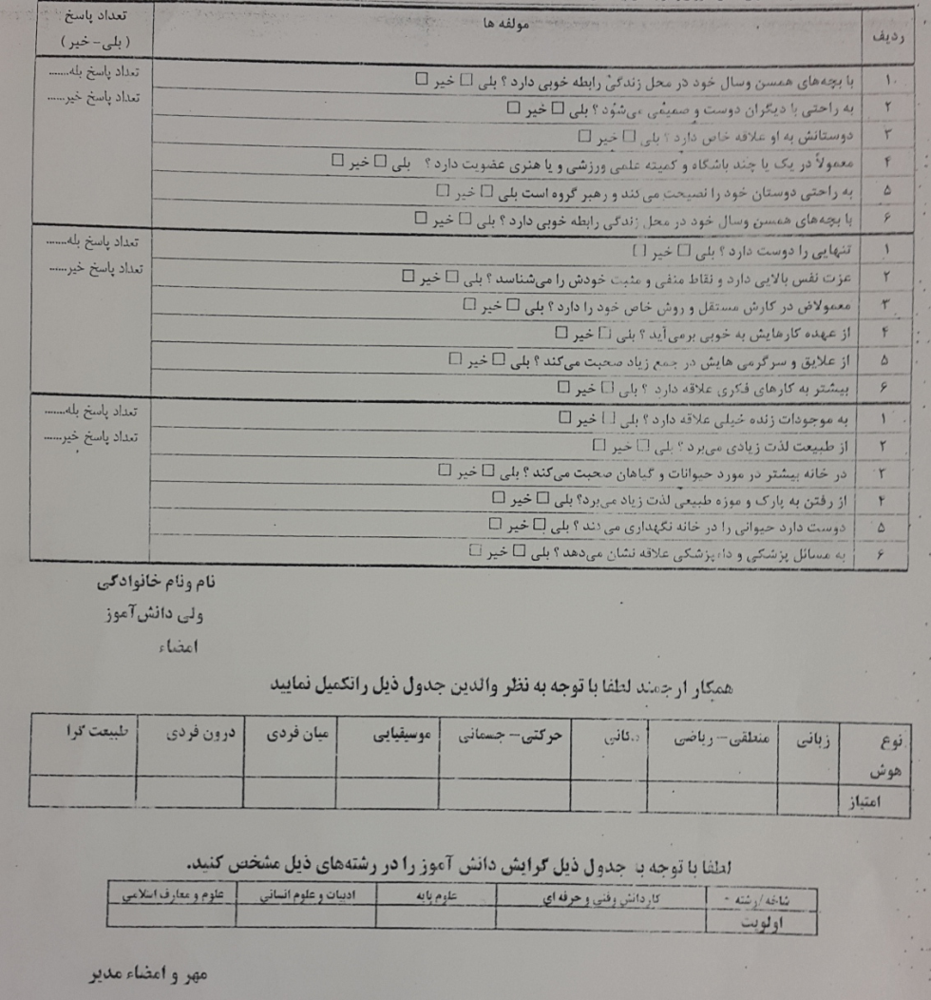 ردیف مولفه ها تعداد پاسخ
(بلی-خیر)
۱ با بچه‌های همسن وسال خود در محل زندگی رابطه خوبی دارد ؟ بلی □ خیر □ تعداد پاسخ بله.......
۲ به راحتی با دیگران دوست و صمیمی می‌شود ؟ بلی □ خیر □ تعداد پاسخ خیر......
۳ دوستانش به او علاقه خاص دارد ؟ بلی □ خیر □
۴ معمولاً در یک یا چند باشگاه و کمیته علمی ورزشی و یا هنری عضویت دارد ؟ بلی □ خیر □
۵ به راحتی دوستان خود را نصیحت می‌کند و رهبر گروه است بلی □ خیر □
۶ با بچه‌های همسن وسال خود در محل زندگی رابطه خوبی دارد ؟ بلی □ خیر □
۱ تنهایی را دوست دارد ؟ بلی □ خیر □ تعداد پاسخ بله.......
۲ عزت نفس بالایی دارد و نقاط منفی و مثبت خودش را می‌شناسد ؟ بلی □ خیر □ تعداد پاسخ خیر......
۳ معمولاض در کارش مستقل و روش خاص خود را دارد ؟ بلی □ خیر □
۴ از عهده کارهایش به خوبی برمی‌آید ؟ بلی □ خیر □
۵ از علایق و سرگرمی هایش در جمع زیاد صحبت می‌کند ؟ بلی □ خیر □
۶ بیشتر به کارهای فکری علاقه دارد ؟ بلی □ خیر □
۱ به موجودات زنده خیلی علاقه دارد ؟ بلی □ خیر □ تعداد پاسخ بله.......
۲ از طبیعت لذت زیادی می‌برد ؟ بلی □ خیر □ تعداد پاسخ خیر......
۲ در خانه بیشتر در مورد حیوانات و گیاهان صحبت می‌کند ؟ بلی □ خیر □
۴ از رفتن به پارک و موزه طبیعی لذت زیاد می‌برد؟ بلی □ خیر □
۵ دوست دارد حیوانی را در خانه نگهداری می کند ؟ بلی □ خیر □
۶ به مسائل پزشکی و دامپزشکی علاقه نشان می‌دهد ؟ بلی □ خیر □
نام ونام خانوادگی
ولی دانش‌آموز
امضاء
همکار ارجمند لطفا با توجه به نظر والدین جدول ذیل را تکمیل نمایید
نوع هوش زبانی منطقی- ریاضی حرکتی- جسمانی موسیقیایی میان فردی درون فردی طبیعت گرا
امتیاز
لطفا با توجه به جدول ذیل گرایش دانش آموز را در رشته‌های ذیل مشخص کنید.
شاخه/رشته کاردانش وفنی و حرفه ای علوم پایه ادبیات و علوم انسانی علوم و معارف اسلامی
اولویت
مهر و امضاء مدیر